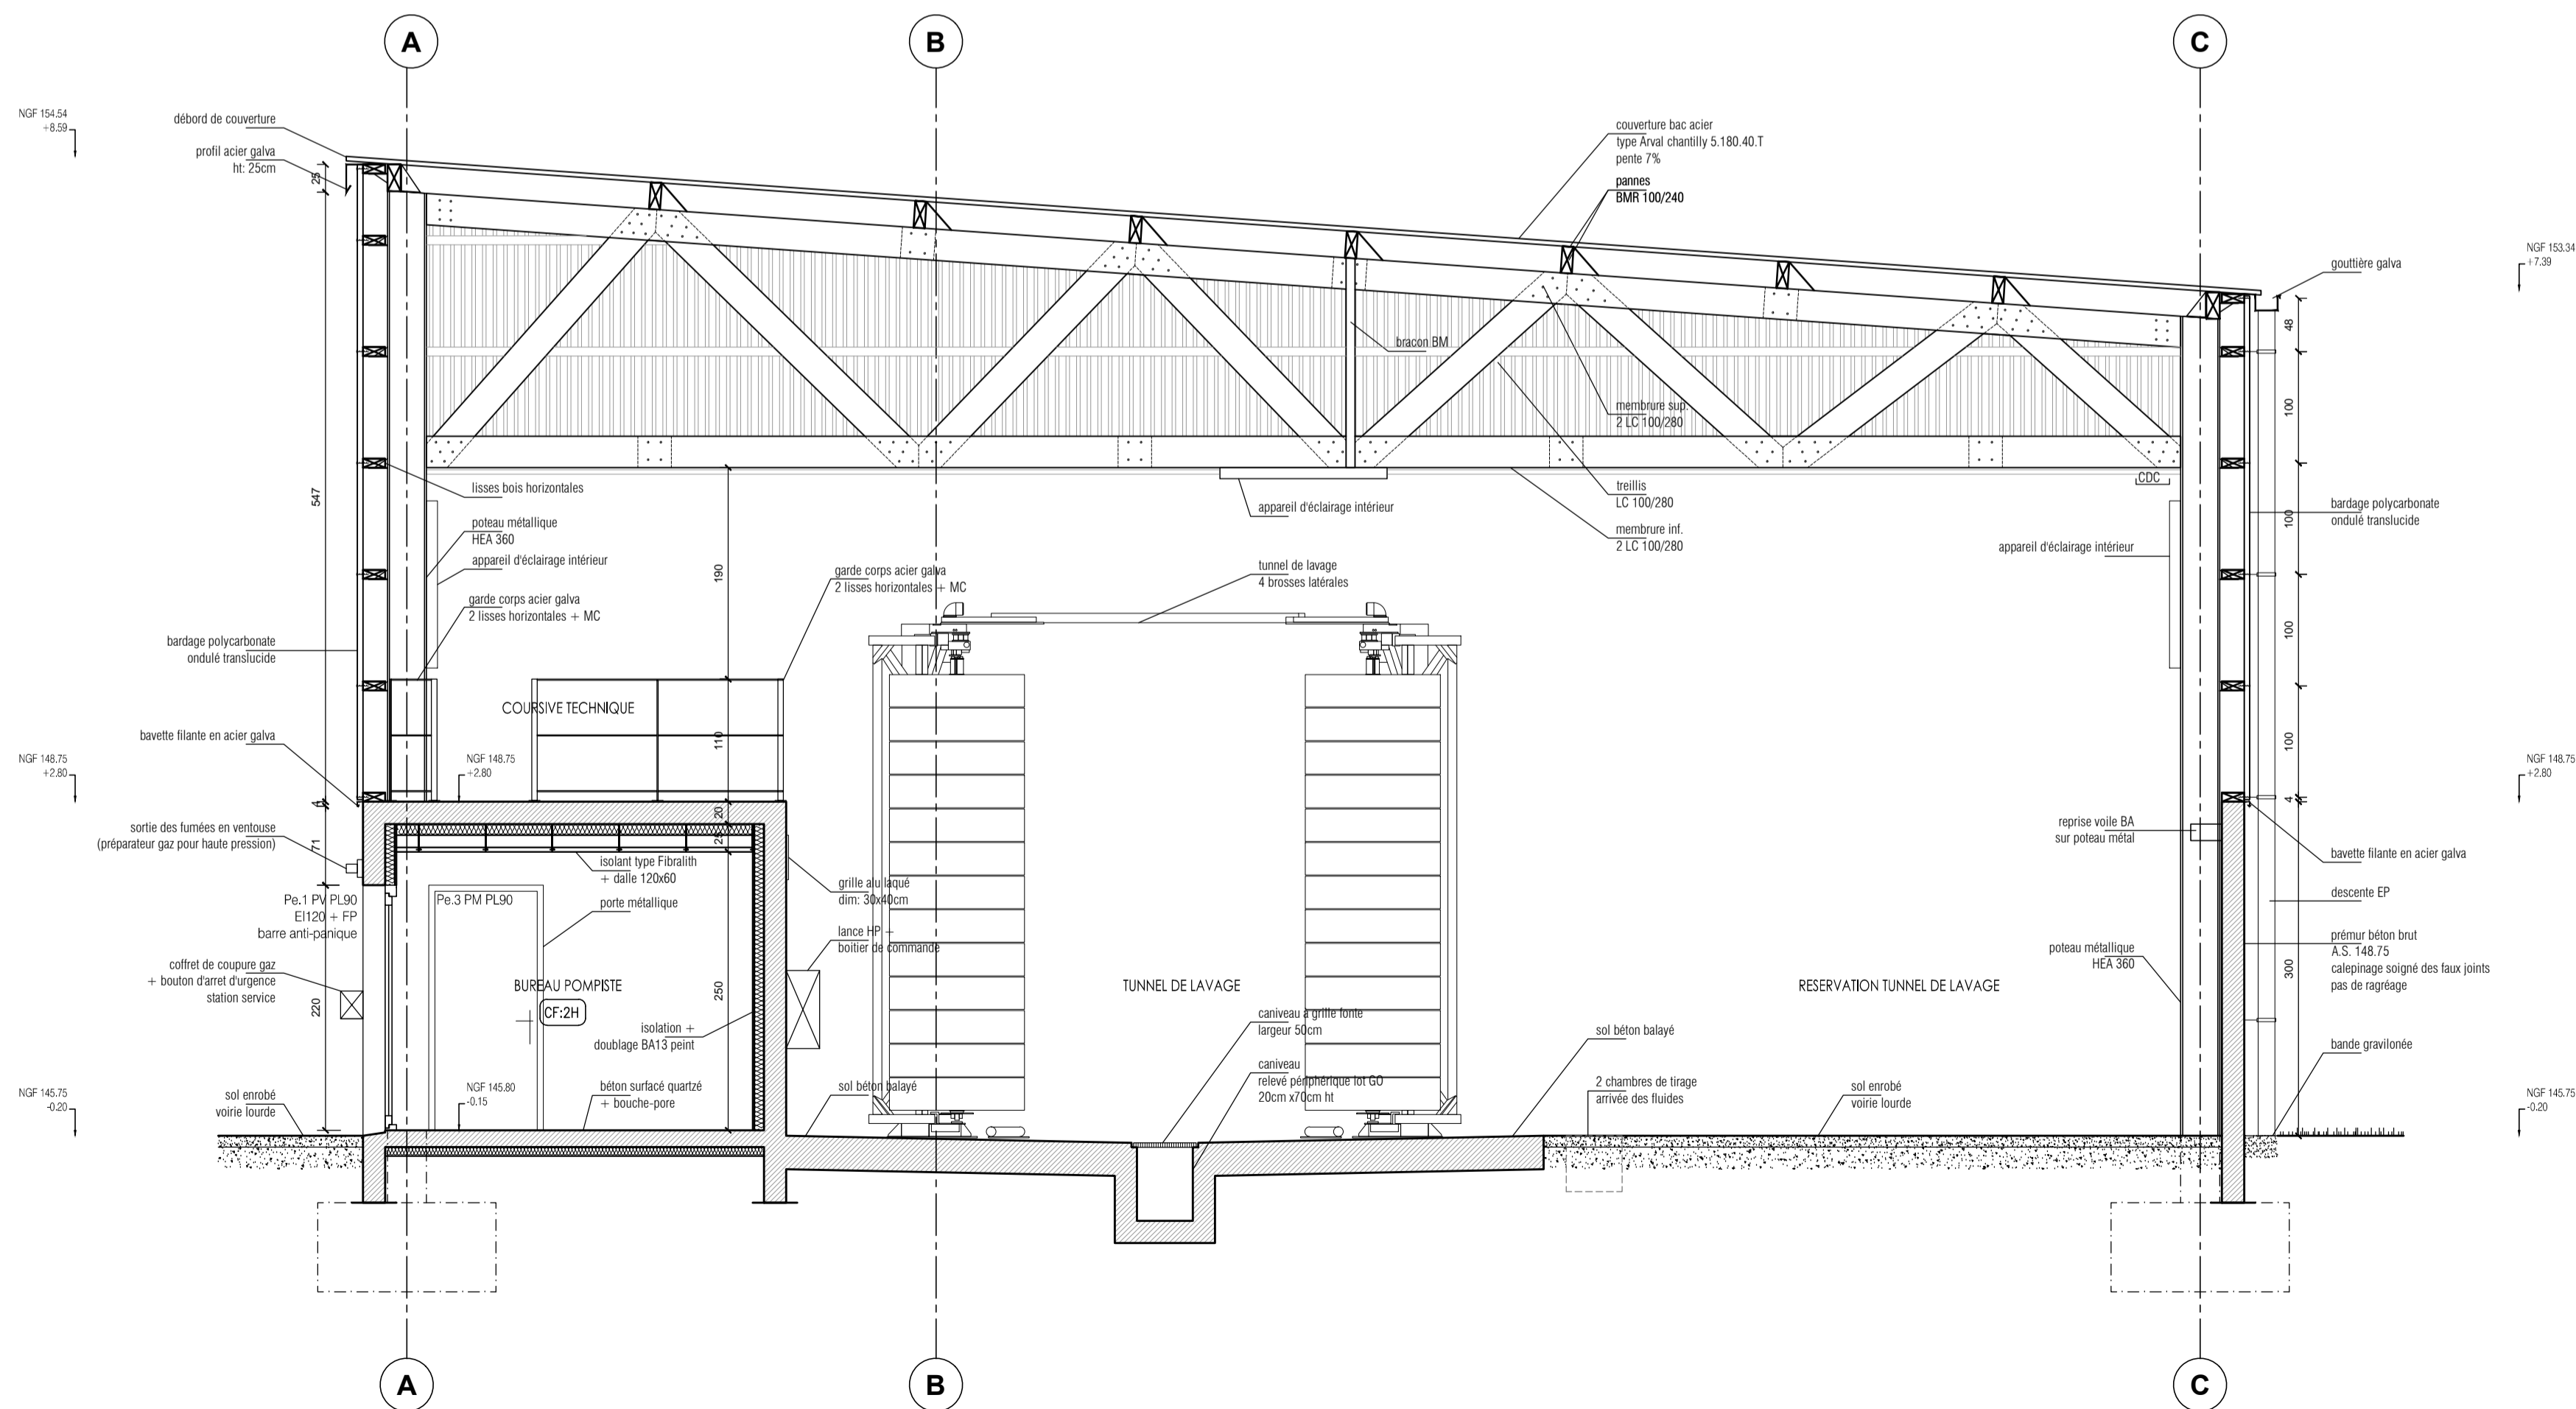 A
B
C
NGF 154.54
+8.59
débord de couverture
profil acier galva
ht: 25cm
couverture bac acier
type Arval chantilly 5.180.40.T
pente 7%
pannes
BMR 100/240
NGF 153.34
+7.39
gouttière galva
25
547
4
71
220
48
100
100
100
100
4
300
bracon BM
membrure sup.
2 LC 100/280
treillis
LC 100/280
membrure inf.
2 LC 100/280
CDC
lisses bois horizontales
poteau métallique
HEA 360
appareil d'éclairage intérieur
garde corps acier galva
2 lisses horizontales + MC
appareil d'éclairage intérieur
190
110
20
25
250
garde corps acier galva
2 lisses horizontales + MC
tunnel de lavage
4 brosses latérales
appareil d'éclairage intérieur
bardage polycarbonate
ondulé translucide
bardage polycarbonate
ondulé translucide
COURSIVE TECHNIQUE
bavette filante en acier galva
NGF 148.75
+2.80
NGF 148.75
+2.80
NGF 148.75
+2.80
sortie des fumées en ventouse
(préparateur gaz pour haute pression)
reprise voile BA
sur poteau métal
bavette filante en acier galva
isolant type Fibralith
+ dalle 120x60
grille alu laqué
dim: 30x40cm
Pe.1 PV PL90
EI120 + FP
barre anti-panique
Pe.3 PM PL90
porte métallique
descente EP
lance HP +
boitier de commande
poteau métallique
HEA 360
prémur béton brut
A.S. 148.75
calepinage soigné des faux joints
pas de ragréage
coffret de coupure gaz
+ bouton d'arret d'urgence
station service
BUREAU POMPISTE
CF:2H
TUNNEL DE LAVAGE
RESERVATION TUNNEL DE LAVAGE
isolation +
doublage BA13 peint
caniveau à grille fonte
largeur 50cm
sol béton balayé
bande gravilonée
NGF 145.75
-0.20
sol enrobé
voirie lourde
NGF 145.80
-0.15
béton surfacé quartzé
+ bouche-pore
sol béton balayé
caniveau
relevé périphérique lot GO
20cm x70cm ht
2 chambres de tirage
arrivée des fluides
sol enrobé
voirie lourde
NGF 145.75
-0.20
A
B
C